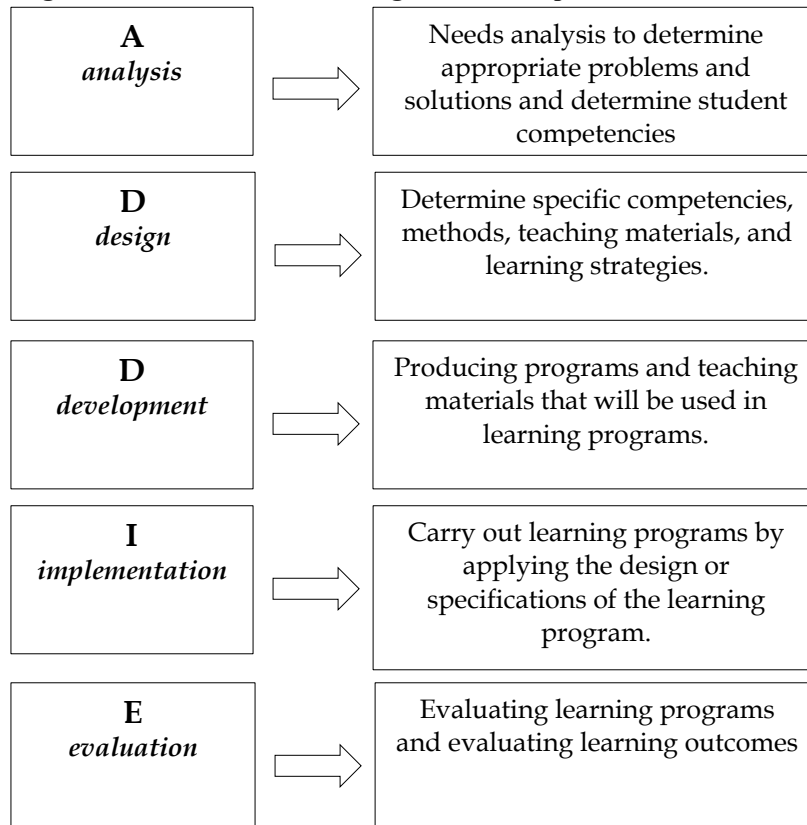 A
analysis
Needs analysis to determine
appropriate problems and
solutions and determine student
competencies
D
design
Determine specific competencies,
methods, teaching materials, and
learning strategies.
D
development
Producing programs and teaching
materials that will be used in
learning programs.
I
implementation
Carry out learning programs by
applying the design or
specifications of the learning
program.
E
evaluation
Evaluating learning programs
and evaluating learning outcomes